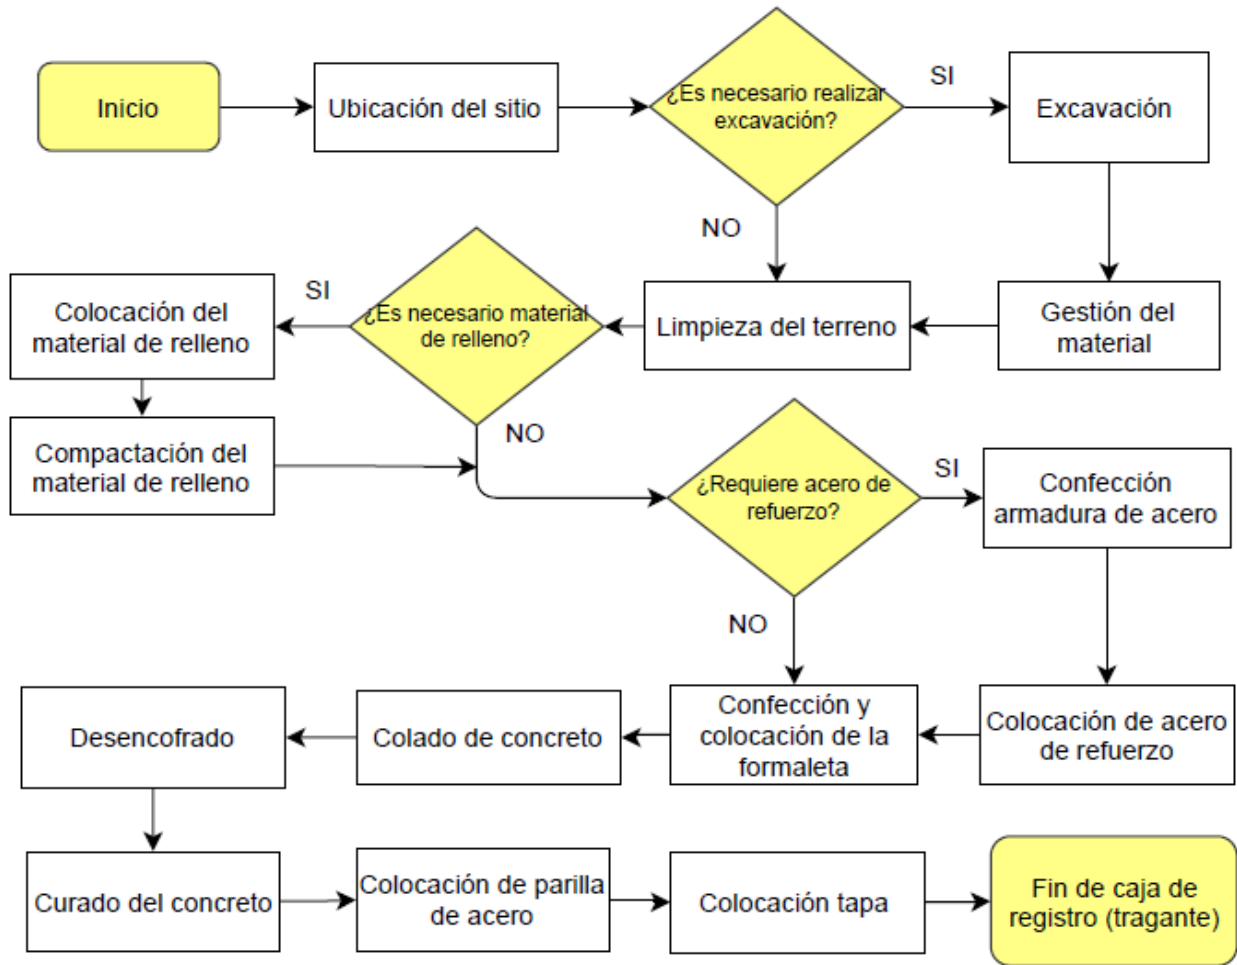 Inicio
Ubicación del sitio
¿Es necesario realizar
excavación?
SI
Excavación
NO
Gestión del
material
Limpieza del terreno
¿Es necesario material
de relleno?
SI
Colocación del
material de relleno
Compactación del
material de relleno
NO
¿Requiere acero de
refuerzo?
SI
Confección
armadura de acero
NO
Colocación de acero
de refuerzo
Confección y
colocación de la
formaleta
Colado de concreto
Desencofrado
Curado del concreto
Colocación de parilla
de acero
Colocación tapa
Fin de caja de
registro (tragante)